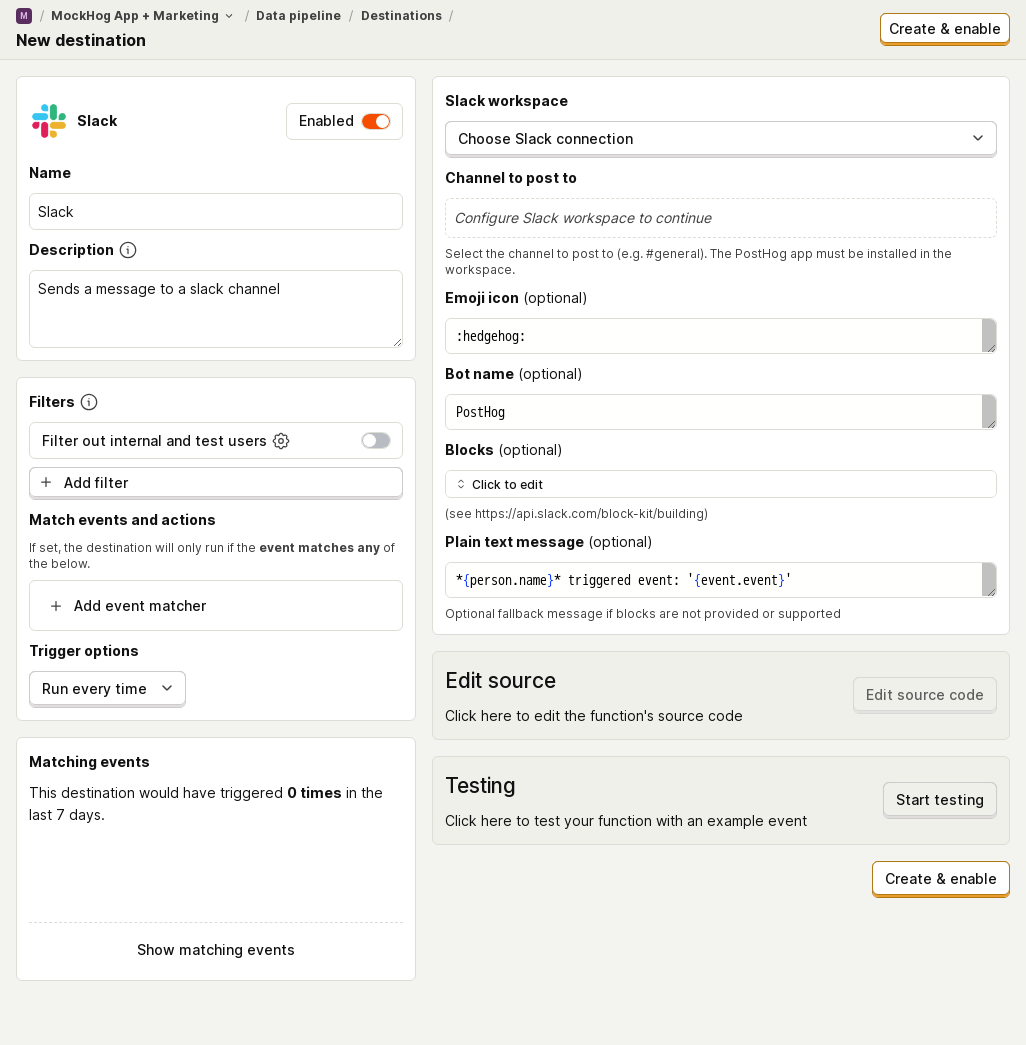 M / MockHog App + Marketing / Data pipeline / Destinations /
New destination
Create & enable
Slack
Enabled
Name
Slack
Description
Sends a message to a slack channel
Filters
Filter out internal and test users
Add filter
Match events and actions
If set, the destination will only run if the event matches any of
the below.
Add event matcher
Trigger options
Run every time
Matching events
This destination would have triggered 0 times in the
last 7 days.
Show matching events
Slack workspace
Choose Slack connection
Channel to post to
Configure Slack workspace to continue
Select the channel to post to (e.g. #general). The PostHog app must be installed in the
workspace.
Emoji icon (optional)
:hedgehog:
Bot name (optional)
PostHog
Blocks (optional)
Click to edit
(see https://api.slack.com/block-kit/building)
Plain text message (optional)
*{person.name}* triggered event: '{event.event}'
Optional fallback message if blocks are not provided or supported
Edit source
Click here to edit the function's source code
Edit source code
Testing
Click here to test your function with an example event
Start testing
Create & enable